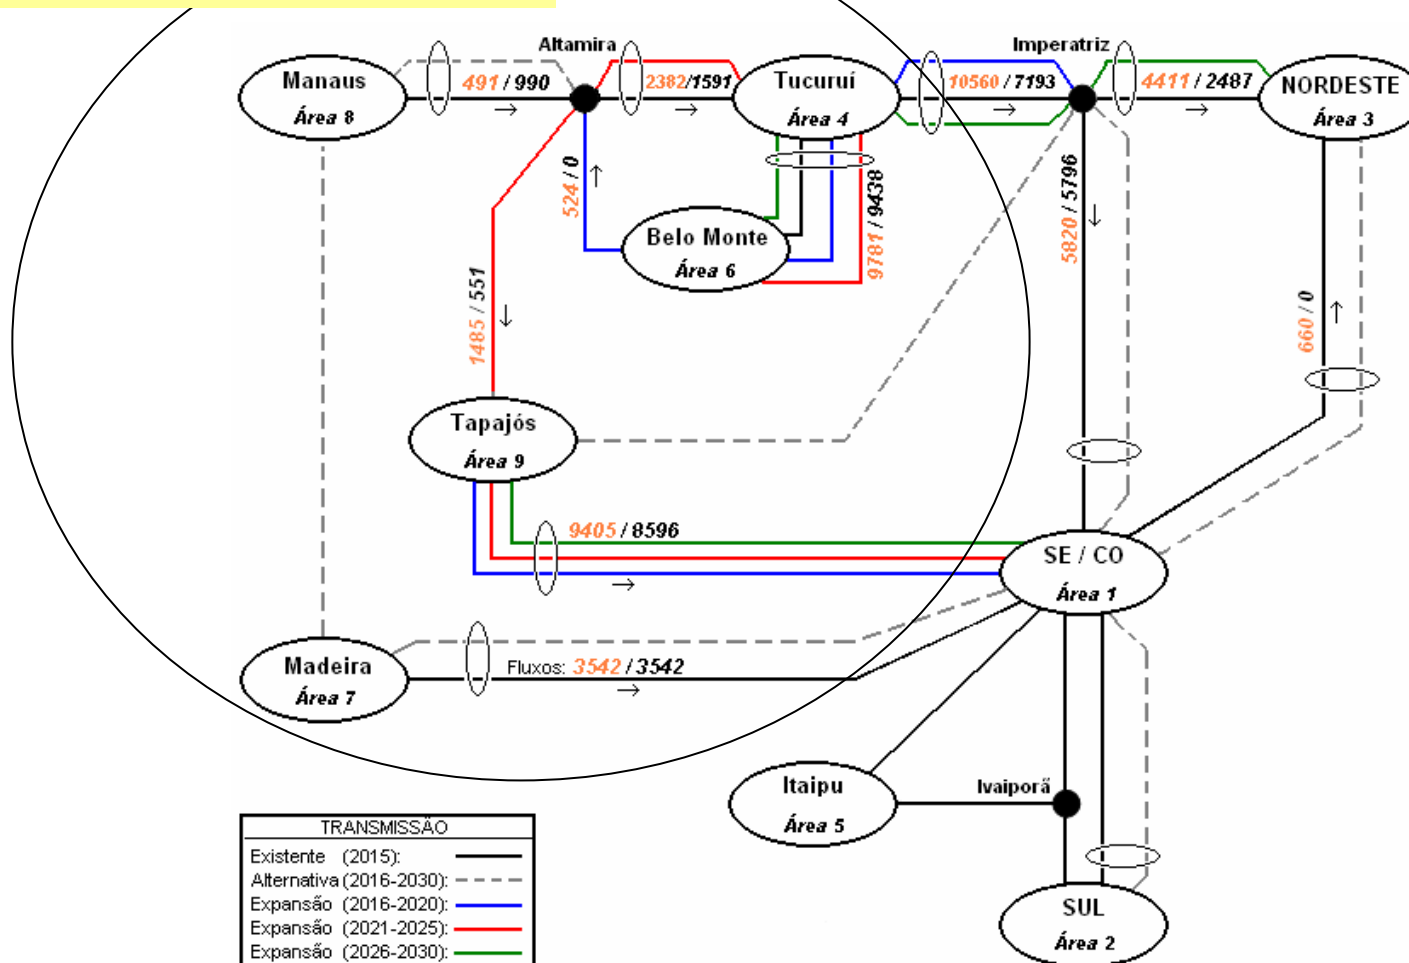 Altamira
Imperatriz
Manaus
Área 8
491 / 990
→
2382/1591
→
Tucuruí
Área 4
10560 / 7193
→
4411 / 2487
→
NORDESTE
Área 3
524 / 0
→
Belo Monte
Área 6
9781 / 9438
5820 / 5796
→
1485 / 551
→
660 / 0
→
Tapajós
Área 9
9405 / 8596
→
SE / CO
Área 1
Madeira
Área 7
Fluxos: 3542 / 3542
→
Itaipu
Área 5
Ivaiporã
SUL
Área 2
TRANSMISSÃO
Existente (2015):
Alternativa (2016-2030):
Expansão (2016-2020):
Expansão (2021-2025):
Expansão (2026-2030):